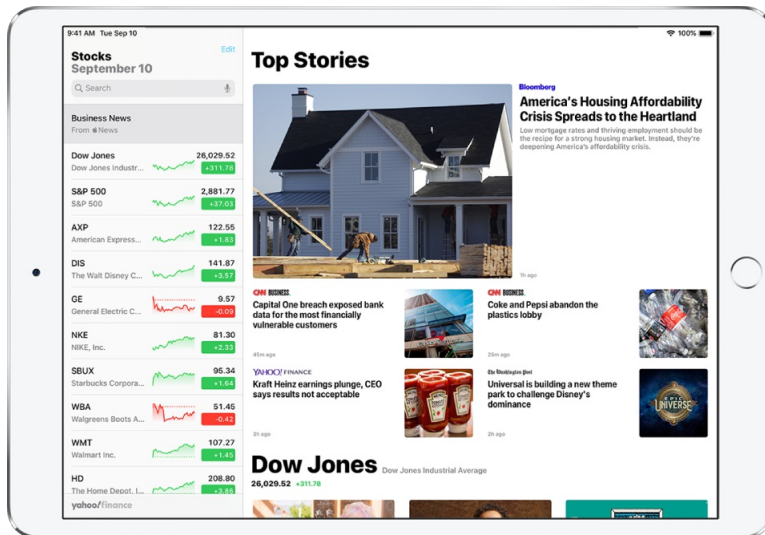 9:41 AM Tue Sep 10
100%
Edit
Stocks
September 10
Search
Business News
From News
Dow Jones 26,029.52
Dow Jones Industr... +311.78
S&P 500 2,881.77
S&P 500 +37.03
AXP 122.55
American Express... +1.83
DIS 141.87
The Walt Disney C... +3.57
GE 9.57
General Electric C... -0.09
NKE 81.30
NIKE, Inc. +2.33
SBUX 95.34
Starbucks Corpora... +1.64
WBA 51.45
Walgreens Boots A... -0.42
WMT 107.27
Walmart Inc. +1.45
HD 208.80
The Home Depot, I... +3.86
yahoo!finance
Top Stories
Bloomberg
America's Housing Affordability
Crisis Spreads to the Heartland
Low mortgage rates and thriving employment should be
the recipe for a strong housing market. Instead, they're
deepening America's affordability crisis.
1h ago
CNN BUSINESS
Capital One breach exposed bank
data for the most financially
vulnerable customers
45m ago
CNN BUSINESS
Coke and Pepsi abandon the
plastics lobby
25m ago
YAHOO! FINANCE
Kraft Heinz earnings plunge, CEO
says results not acceptable
3h ago
HEINZ
The Washington Post
Universal is building a new theme
park to challenge Disney's
dominance
2h ago
EPIC
UNIVERSE
Dow Jones Dow Jones Industrial Average
26,029.52 +311.78